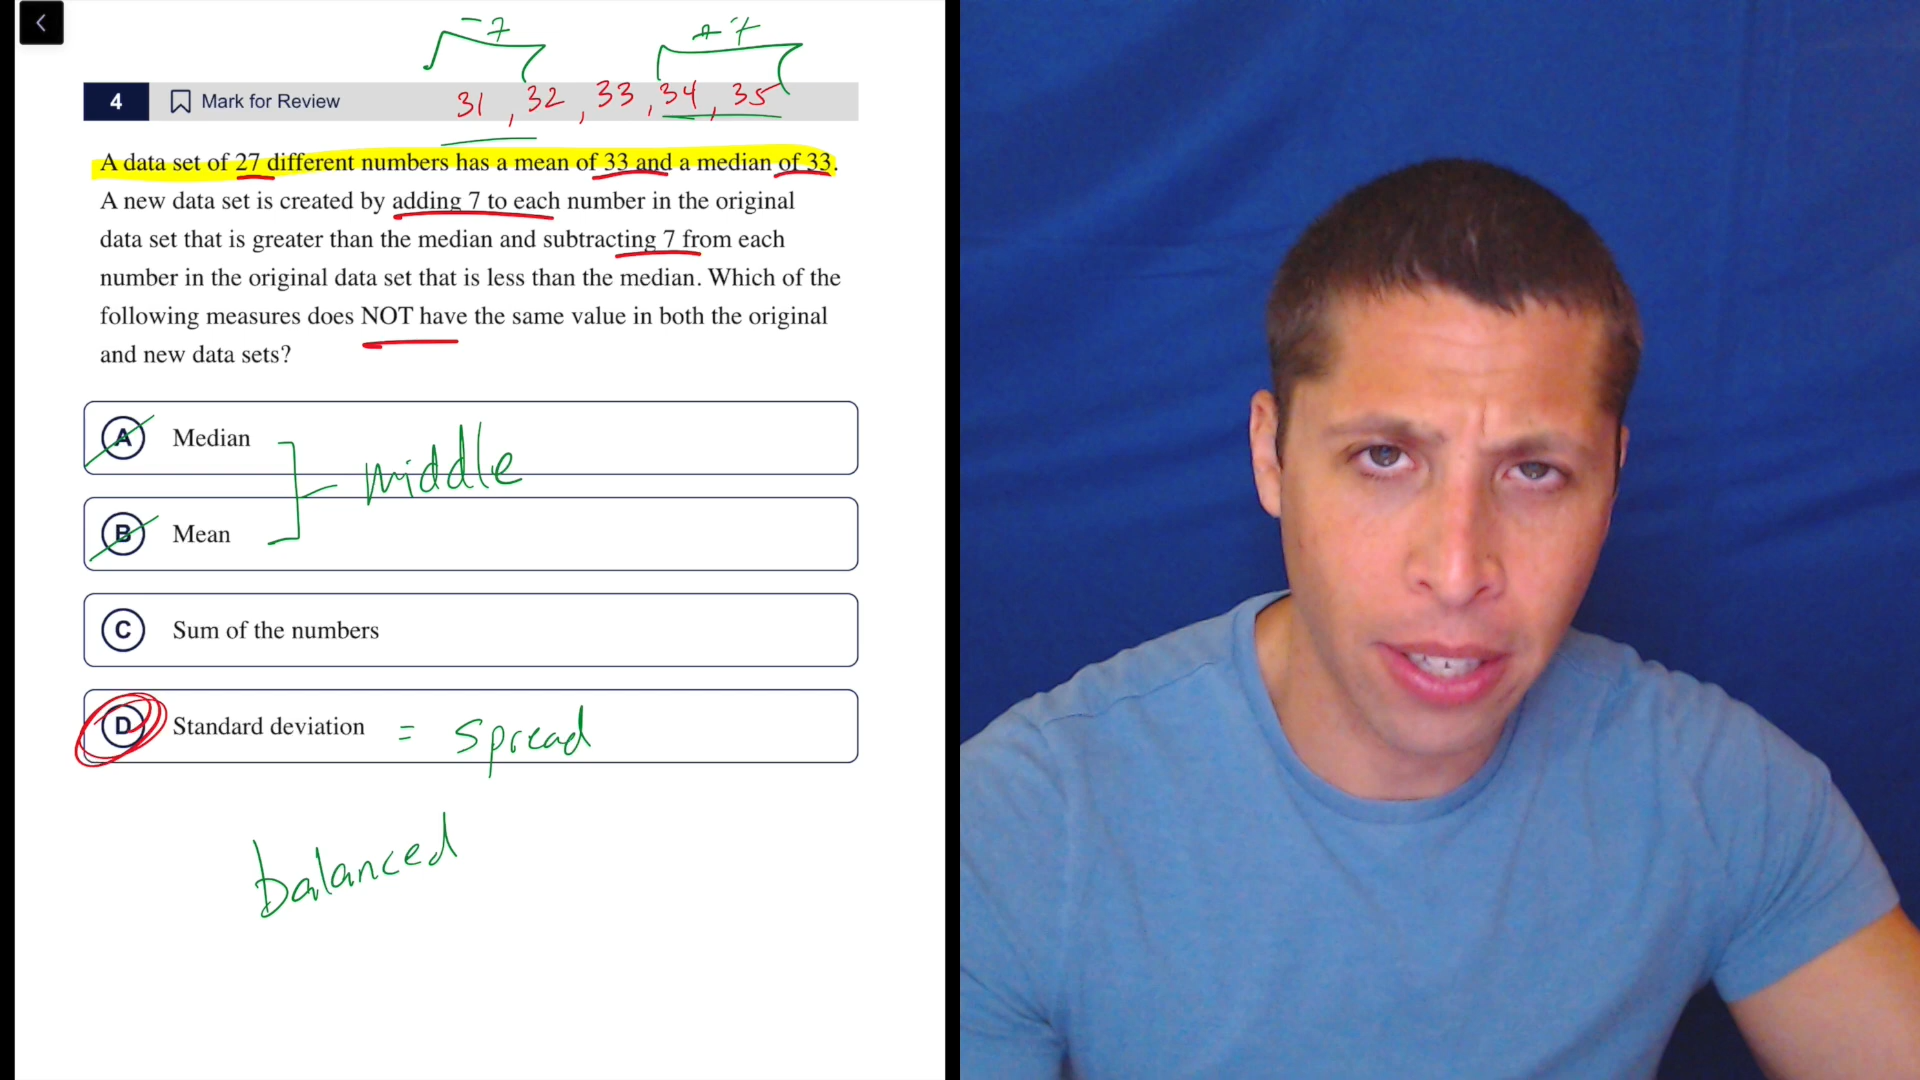 -7
+7
4 Mark for Review
31, 32, 33, 34, 35
A data set of 27 different numbers has a mean of 33 and a median of 33.
A new data set is created by adding 7 to each number in the original
data set that is greater than the median and subtracting 7 from each
number in the original data set that is less than the median. Which of the
following measures does NOT have the same value in both the original
and new data sets?
A Median
middle
B Mean
C Sum of the numbers
D Standard deviation = spread
balanced